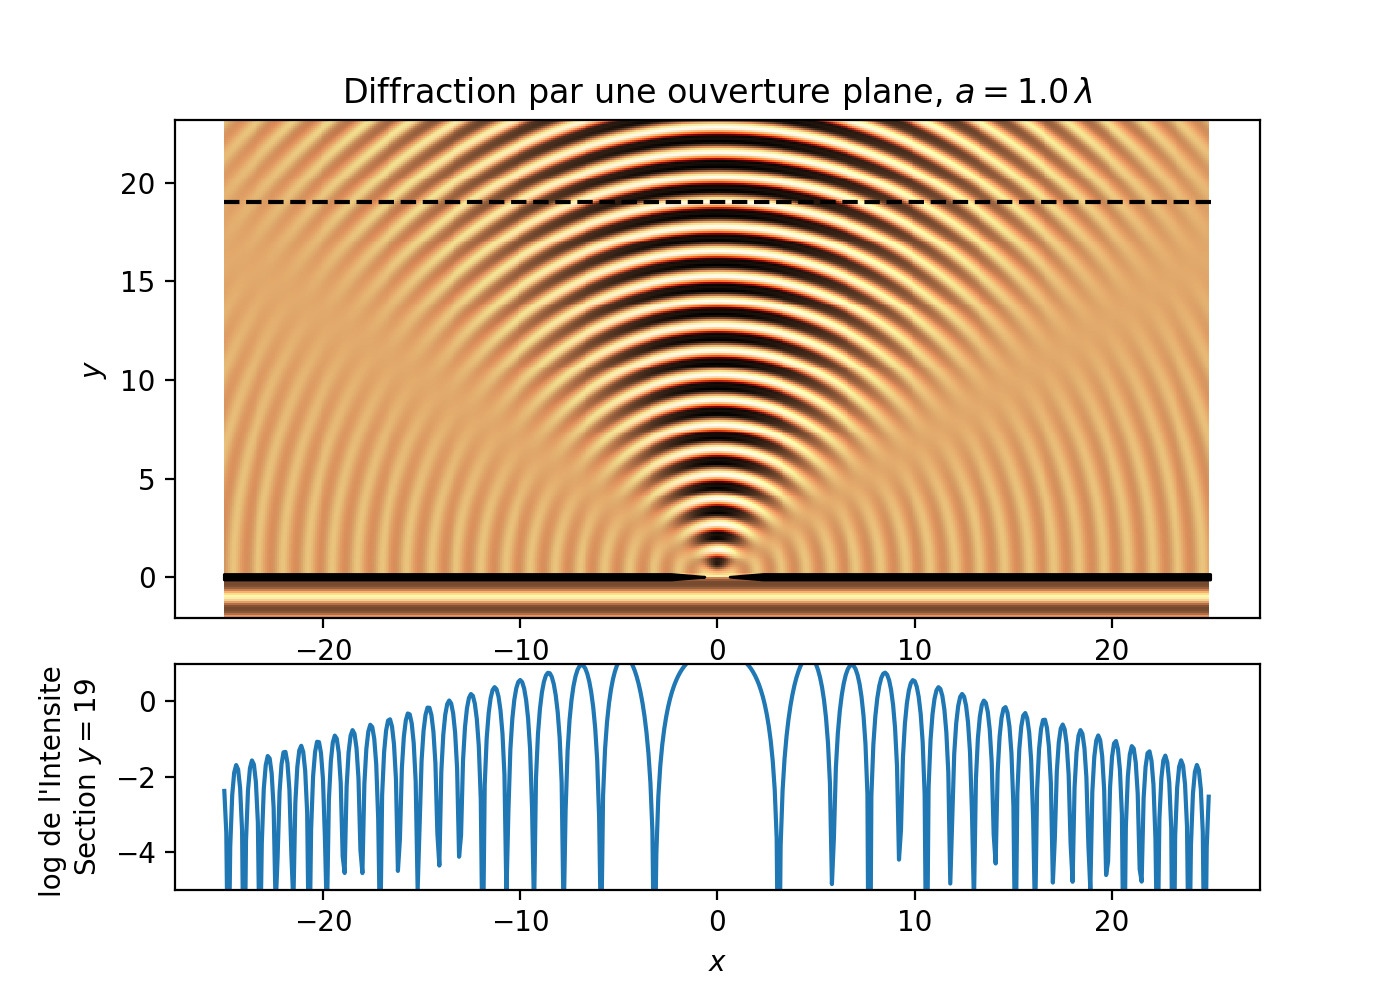 Diffraction par une ouverture plane, a = 1.0 λ
20
15
10
5
0
y
−20 −10 0 10 20
log de l'Intensite
Section y = 19
0
−2
−4
−20 −10 0 10 20
x